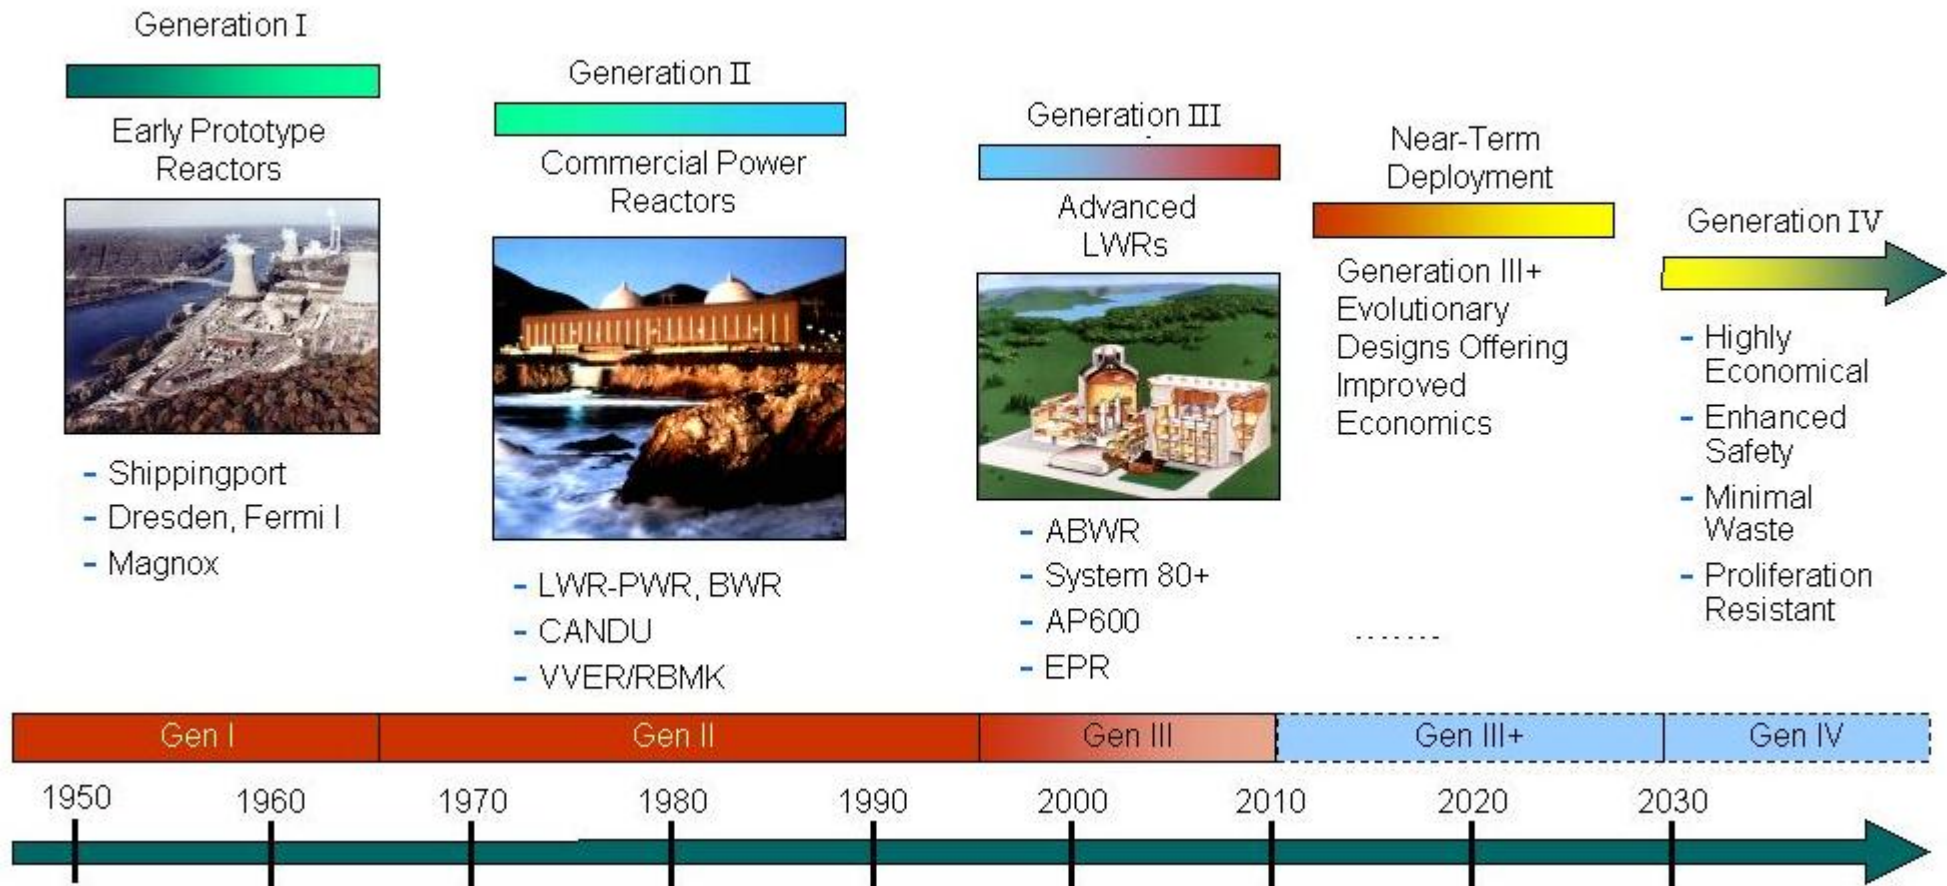 Generation I
Early Prototype
Reactors
- Shippingport
- Dresden, Fermi I
- Magnox
Generation II
Commercial Power
Reactors
- LWR-PWR, BWR
- CANDU
- VVER/RBMK
Generation III
Advanced
LWRs
- ABWR
- System 80+
- AP600
- EPR
Near-Term
Deployment
Generation III+
Evolutionary
Designs Offering
Improved
Economics
.......
Generation IV
- Highly
Economical
- Enhanced
Safety
- Minimal
Waste
- Proliferation
Resistant
Gen I
Gen II
Gen III
Gen III+
Gen IV
1950
1960
1970
1980
1990
2000
2010
2020
2030